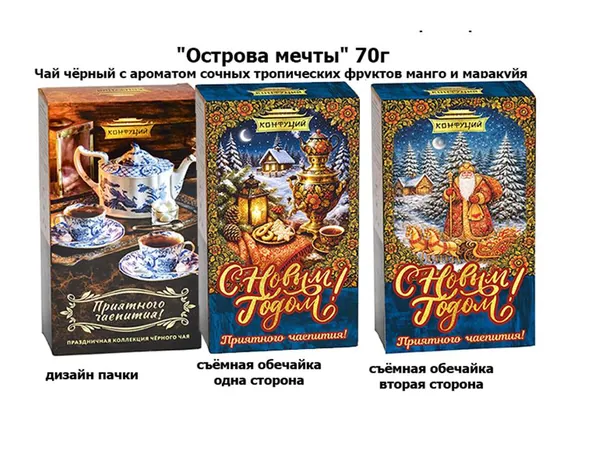 "Острова мечты" 70г
Чай чёрный с ароматом сочных тропических фруктов манго и маракуйя
КОНФУЦИЙ
Приятного
чаепития!
ПРАЗДНИЧНАЯ КОЛЛЕКЦИЯ ЧЁРНОГО ЧАЯ
дизайн пачки
КОНФУЦИЙ
С Новым
Годом!
Приятного чаепития!
съёмная обечайка
одна сторона
КОНФУЦИЙ
С Новым
Годом!
Приятного чаепития!
съёмная обечайка
вторая сторона